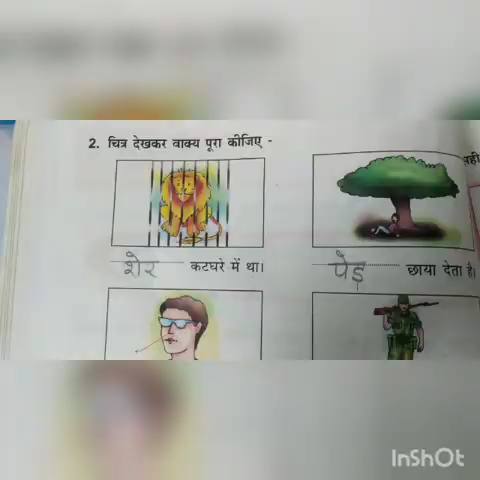 2. चित्र देखकर वाक्य पूरा कीजिए -
शेर कटघरे में था।
पेड़ छाया देता है।
InShOt